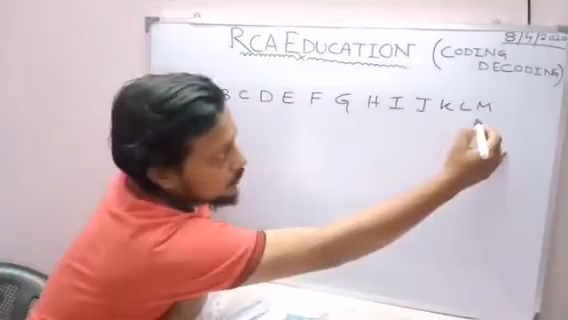 8/4/2020
RCA EDUCATION (CODING
DECODING)
B C D E F G H I J K L M